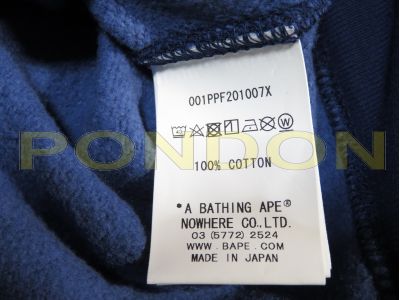 001PPF201007X
PONDON
100% COTTON
"A BATHING APE®
NOWHERE CO.,LTD.
03 (5772) 2524
WWW.BAPE.COM
MADE IN JAPAN